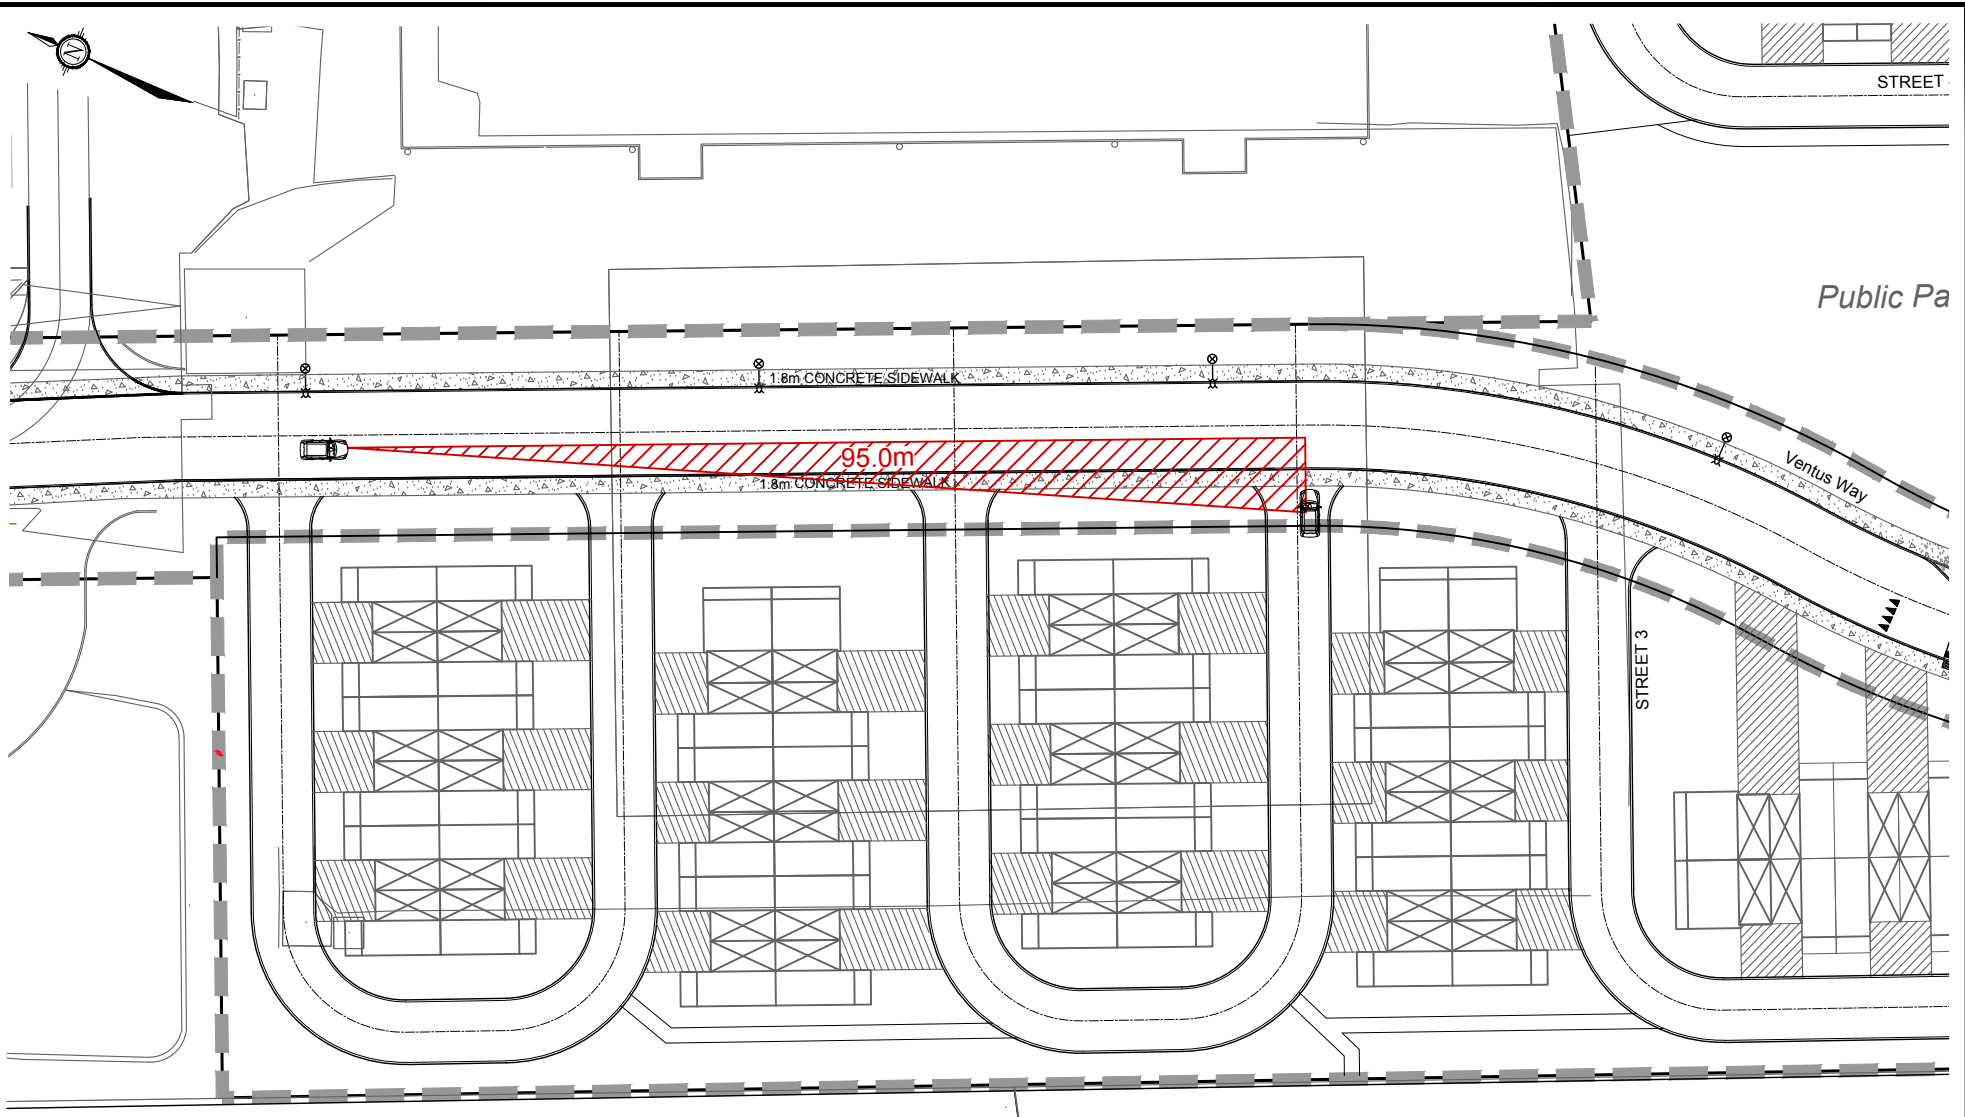 N
STREET
Public Pa
1.8m CONCRETE SIDEWALK
95.0m
1.8m CONCRETE SIDEWALK
Ventus Way
STREET 3